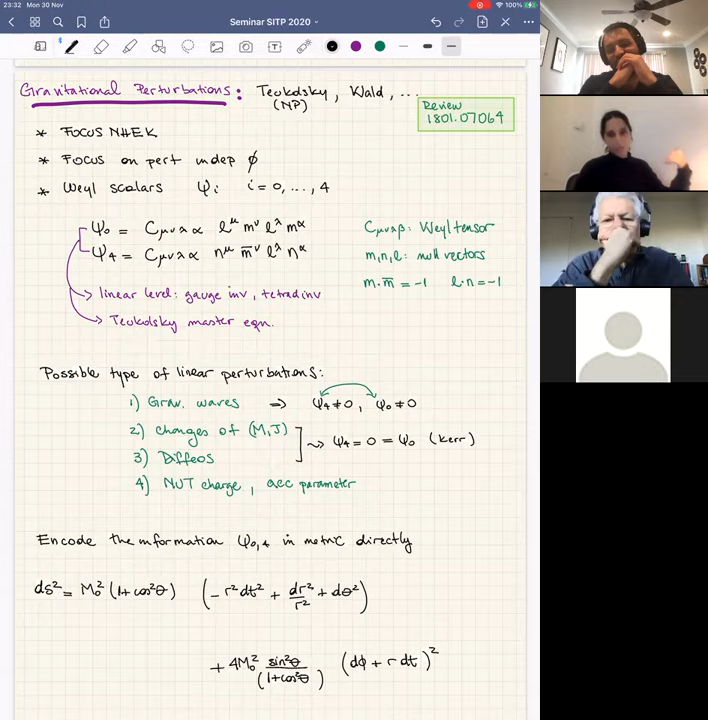 23:32 Mon 30 Nov
100%
Seminar SITP 2020
Gravitational Perturbations: Teukolsky, Wald, ...
(NP)
Review
1801.07064
* Focus NHEK
* Focus on pert indep φ
* Weyl scalars ψᵢ i=0,...,4
ψ₀ = Cμνλα l^μ m^ν l^λ m^α
ψ₄ = Cμνλα n^μ m̄^ν l^λ n^α
Cμναβ: Weyl tensor
m,n,l: null vectors
m·m̄ = -1 l·n = -1
linear level: gauge inv, tetrad inv
Teukolsky master eqn.
Possible type of linear perturbations:
1) Grav. waves ⇒ ψ₄≠0, ψ₀≠0
2) Changes of (M,J)
3) Diffeos
⇝ ψ₄=0=ψ₀ (Kerr)
4) NUT charge, acc parameter
Encode the information ψ₀,₄ in metric directly
ds² = M₀² (1+cos²θ) (-r²dt² + dr²/r² + dθ²)
+ 4M₀² sin²θ/(1+cos²θ) (dϕ + r dt)²